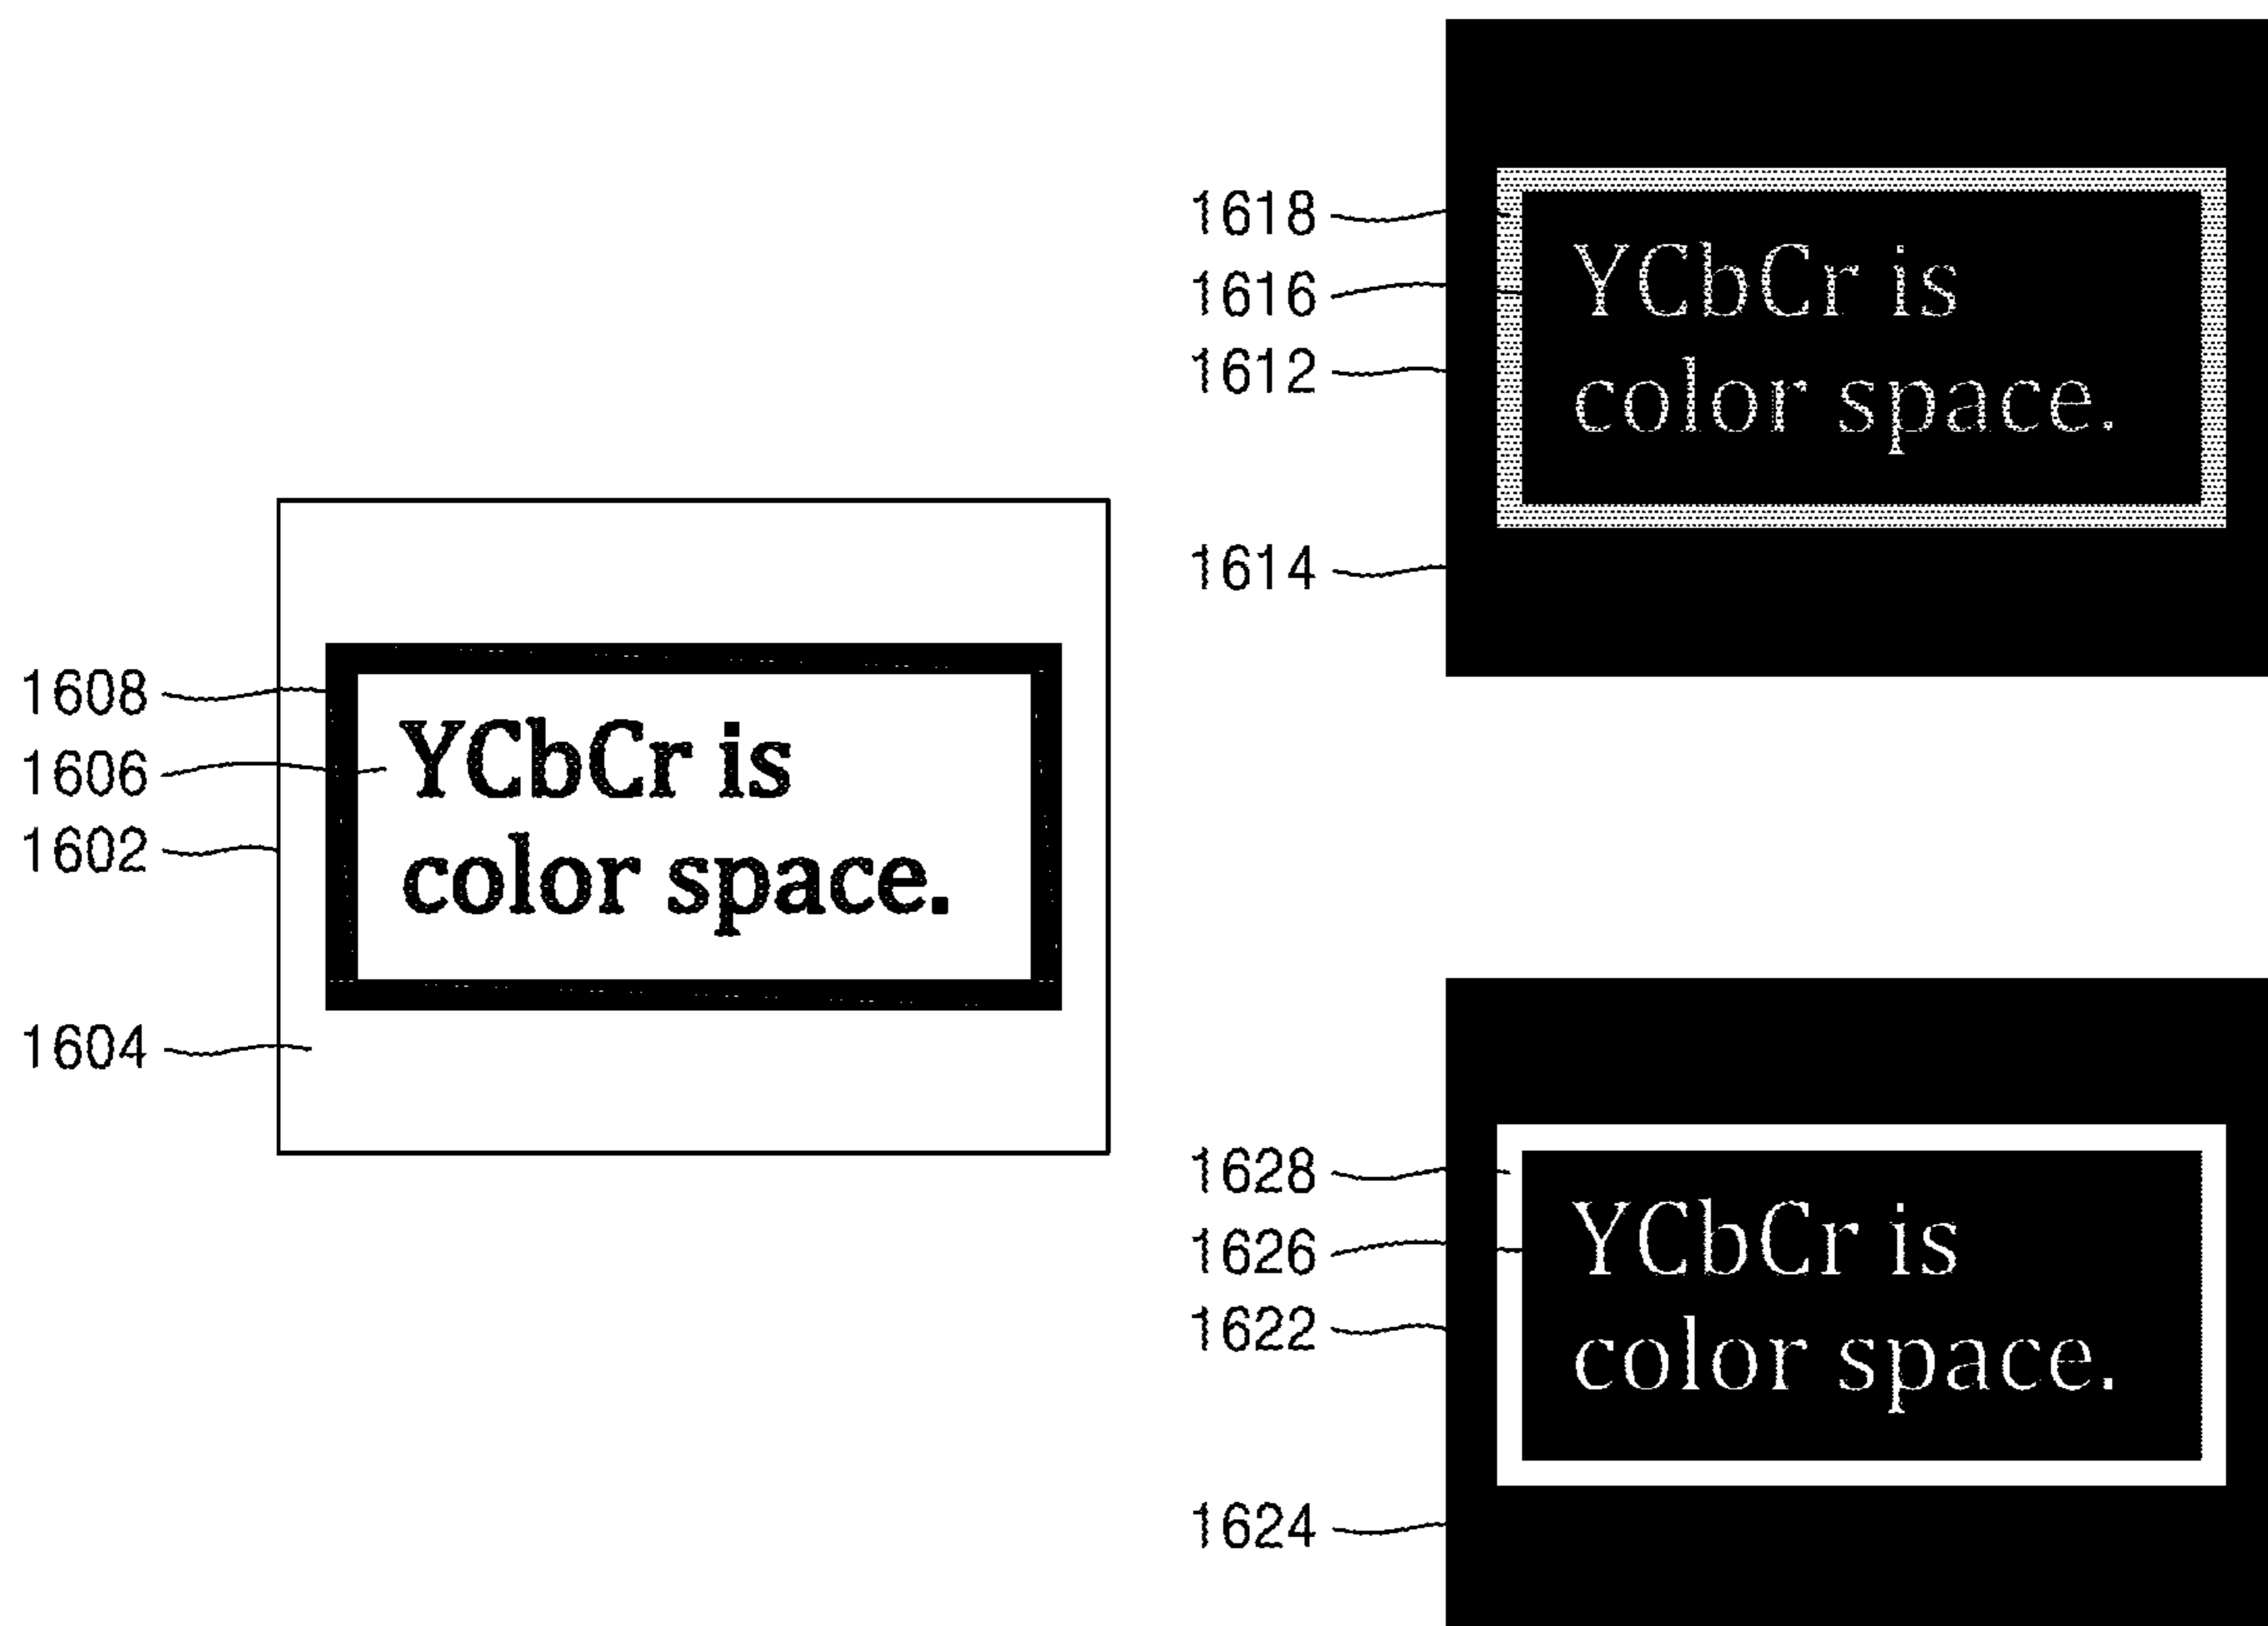 1608
1606
1602
1604
YCbCr is
color space.
1618
1616
1612
1614
YCbCr is
color space.
1628
1626
1622
1624
YCbCr is
color space.